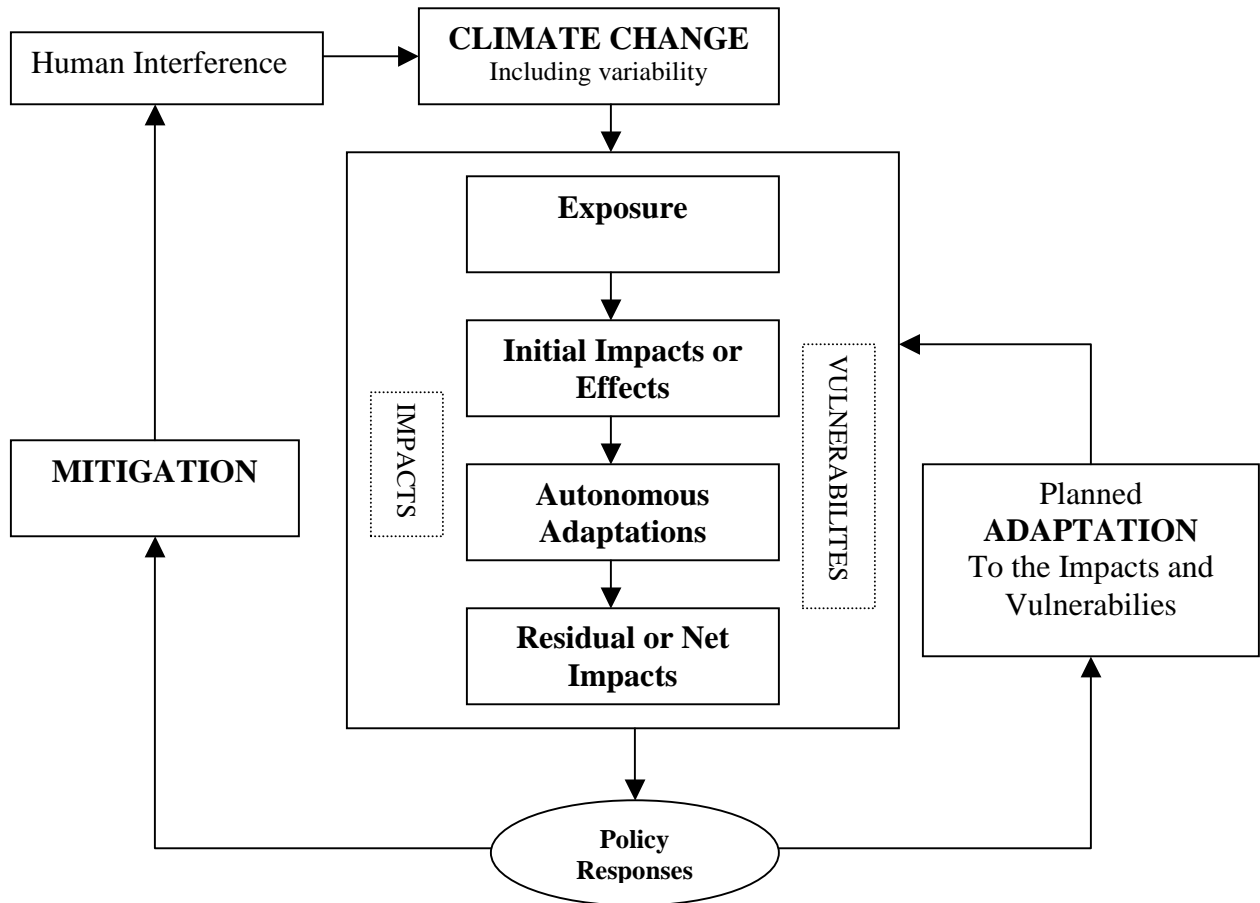 Human Interference
CLIMATE CHANGE
Including variability
Exposure
Initial Impacts or
Effects
IMPACTS
VULNERABILITES
Autonomous
Adaptations
Residual or Net
Impacts
MITIGATION
Planned
ADAPTATION
To the Impacts and
Vulnerabilies
Policy
Responses